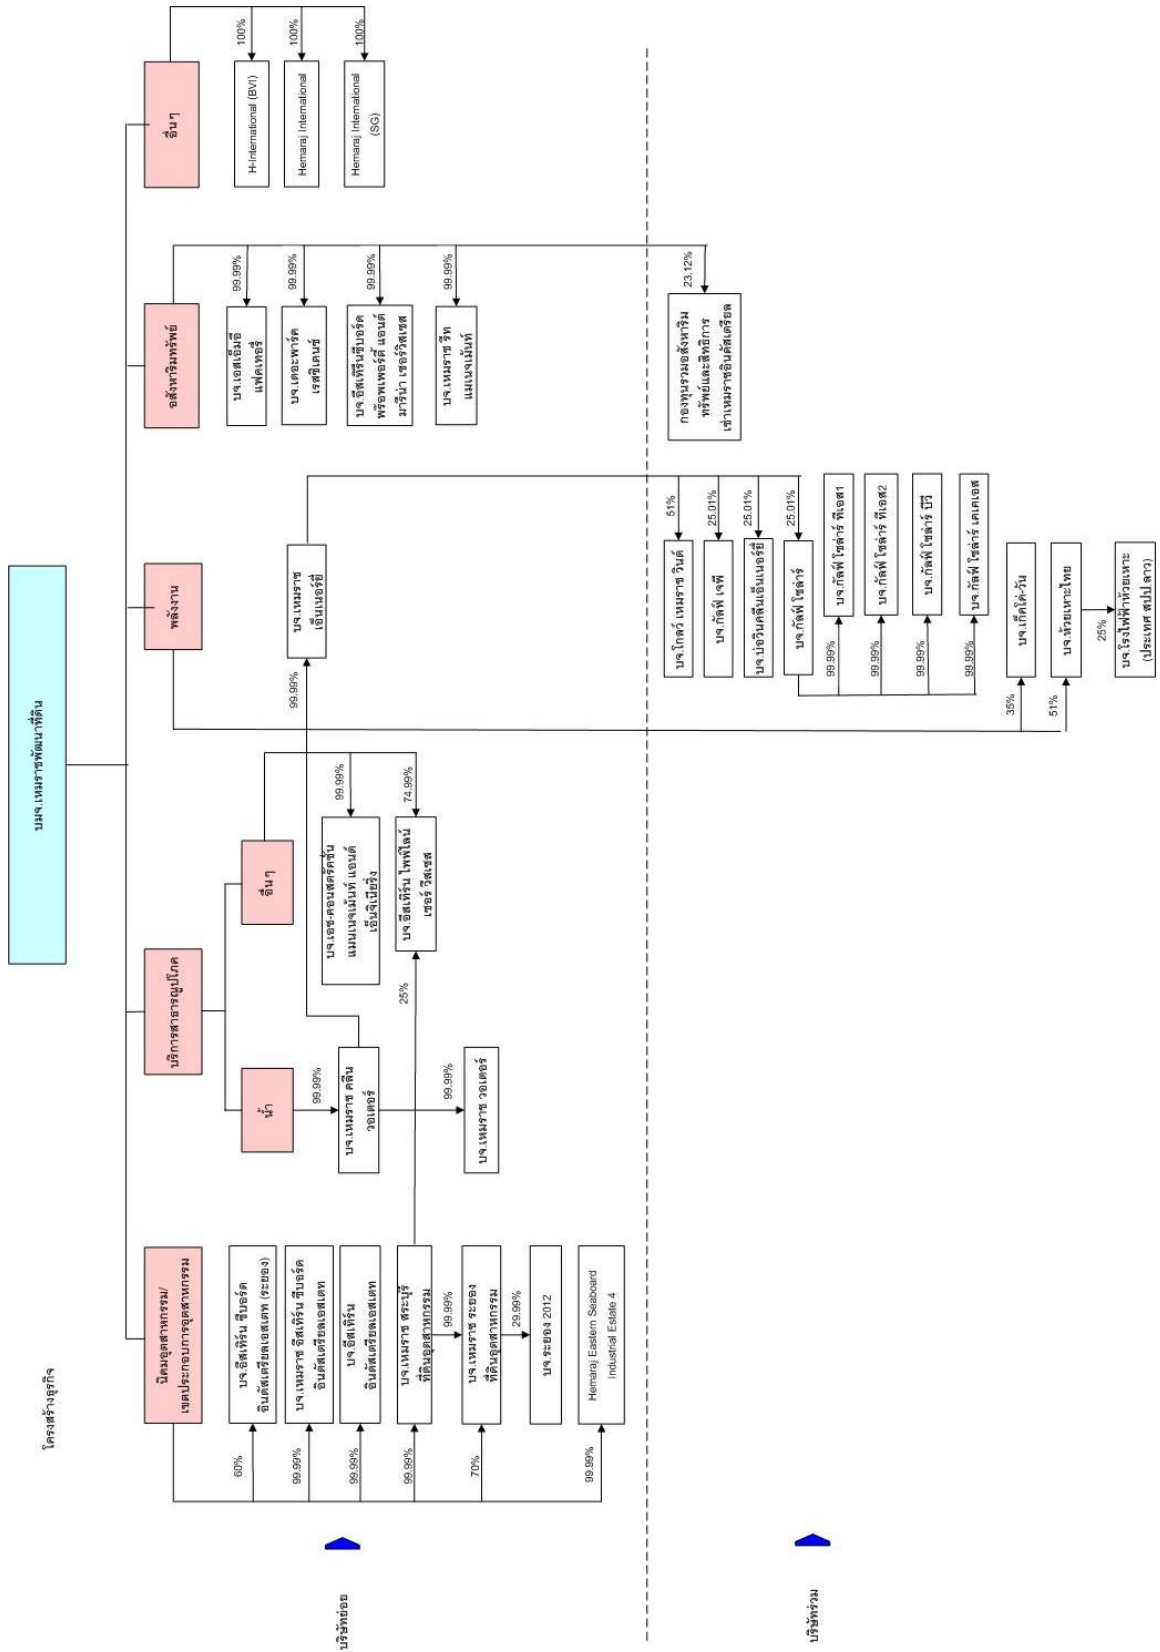 โครงสร้างธุรกิจ
บมจ.เหมราชพัฒนาที่ดิน
นิคมอุตสาหกรรม/
เขตประกอบการอุตสาหกรรม
บริการสาธารณูปโภค
พลังงาน
อสังหาริมทรัพย์
อื่นๆ
น้ำ
อื่นๆ
บริษัทย่อย
60%
บจ.อีสเทิร์น ซีบอร์ด
อินดัสเตรียลเอสเตท (ระยอง)
99.99%
บจ.เหมราช อีสเทิร์น ซีบอร์ด
อินดัสเตรียลเอสเตท
99.99%
บจ.อีสเทิร์น
อินดัสเตรียลเอสเตท
99.99%
บจ.เหมราช สระบุรี
ที่ดินอุตสาหกรรม
99.99%
70%
บจ.เหมราช ระยอง
ที่ดินอุตสาหกรรม
29.99%
บจ.ระยอง 2012
99.99%
Hemaraj Eastern Seaboard
Industrial Estate 4
99.99%
บจ.เหมราช คลีน
วอเตอร์
99.99%
บจ.เหมราช วอเตอร์
99.99%
บจ.เอช-คอนสตรัคชั่น
แมนเนจเม้นท์ แอนด์
เอ็นจิเนียริ่ง
74.99%
25%
บจ.อีสเทิร์น ไพพ์ไลน์
เซอร์ วีสเซส
99.99%
บจ.เหมราช
เอ็นเนอร์ยี่
99.99%
บจ.เอสเอ็มอี
แฟคเทอรี่
99.99%
บจ.เดอะพาร์ค
เรสซิเดนซ์
99.99%
บจ.อีสเทิร์นซีบอร์ด
พร๊อพเพอร์ตี้ แอนด์
มารีน่า เซอร์วิสเซส
99.99%
บจ.เหมราช รีท
แมเนจเม้นท์
100%
H-International (BVI)
100%
Hemaraj International
100%
Hemaraj International
(SG)
บริษัทร่วม
51%
บจ.โกลว์ เหมราช วินด์
25.01%
บจ.กัลฟ์ เจพี
25.01%
บจ.บ่อวินคลีนเอ็นเนอร์ยี่
25.01%
บจ.กัลฟ์ โซล่าร์
99.99%
บจ.กัลฟ์ โซล่าร์ ทีเอส1
99.99%
บจ.กัลฟ์ โซล่าร์ ทีเอส2
99.99%
บจ.กัลฟ์ โซล่าร์ บีวี
99.99%
บจ.กัลฟ์ โซล่าร์ เคเคเอส
35%
บจ.เก็คโค่-วัน
51%
บจ.ห้วยเหาะไทย
25%
บจ.โรงไฟฟ้าห้วยเหาะ
(ประเทศ สปป.ลาว)
23.12%
กองทุนรวมอสังหาริม
ทรัพย์และสิทธิการ
เช่าเหมราชอินดัสเตรียล